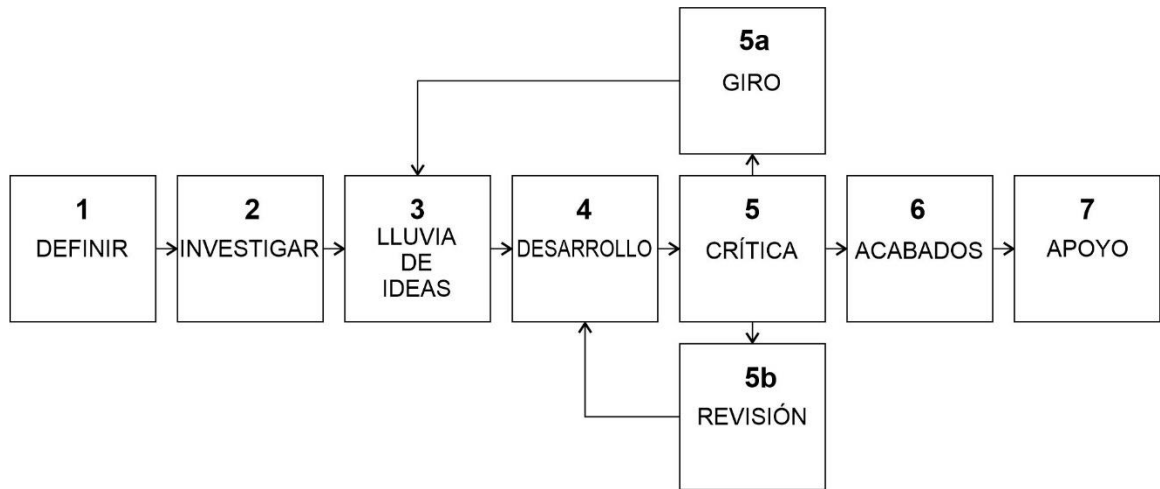 5a
GIRO
1
DEFINIR
2
INVESTIGAR
3
LLUVIA
DE
IDEAS
4
DESARROLLO
5
CRÍTICA
6
ACABADOS
7
APOYO
5b
REVISIÓN